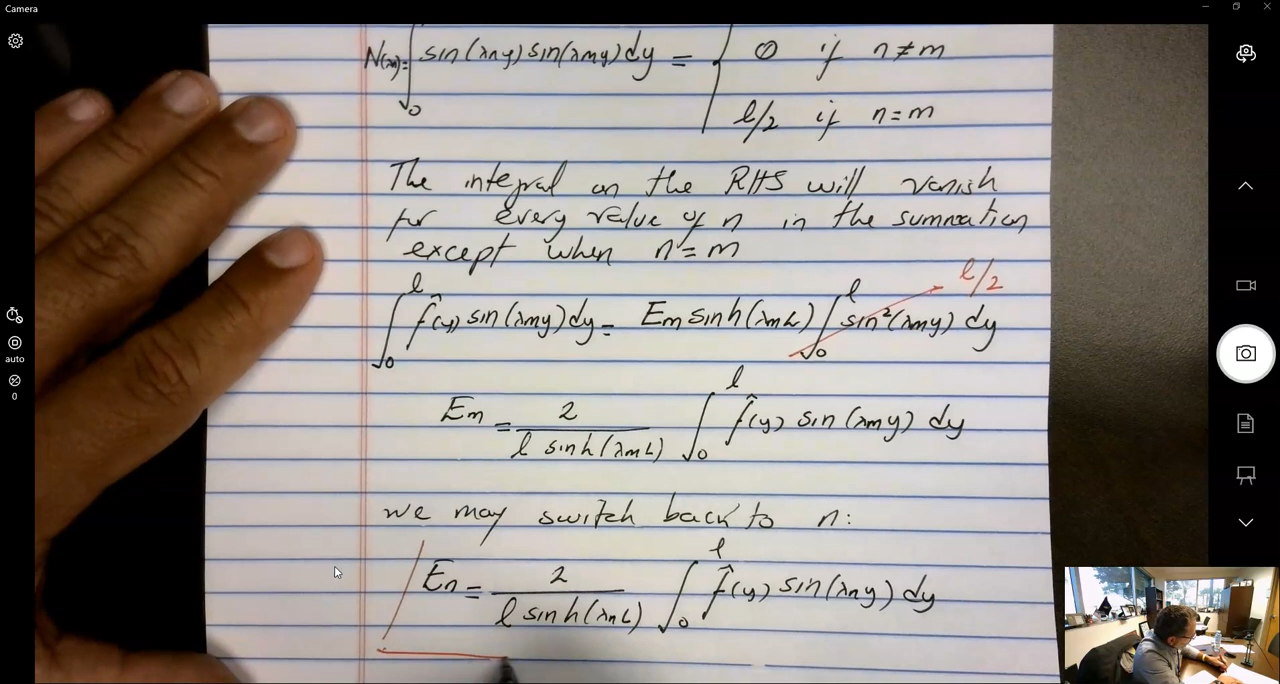 Camera
N(λn)= ∫₀ sin(λny) sin(λmy) dy = { 0 if n≠m
l/2 if n=m
The integral on the RHS will vanish
for every value of n in the summation
except when n=m
∫₀^l f̂(y) sin(λmy) dy = Em sinh(λmL) ∫₀^l sin²(λmy) dy l/2
Em = 2 / (l sinh(λmL)) ∫₀^l f̂(y) sin(λmy) dy
we may switch back to n:
En = 2 / (l sinh(λnL)) ∫₀^l f̂(y) sin(λny) dy
auto
0